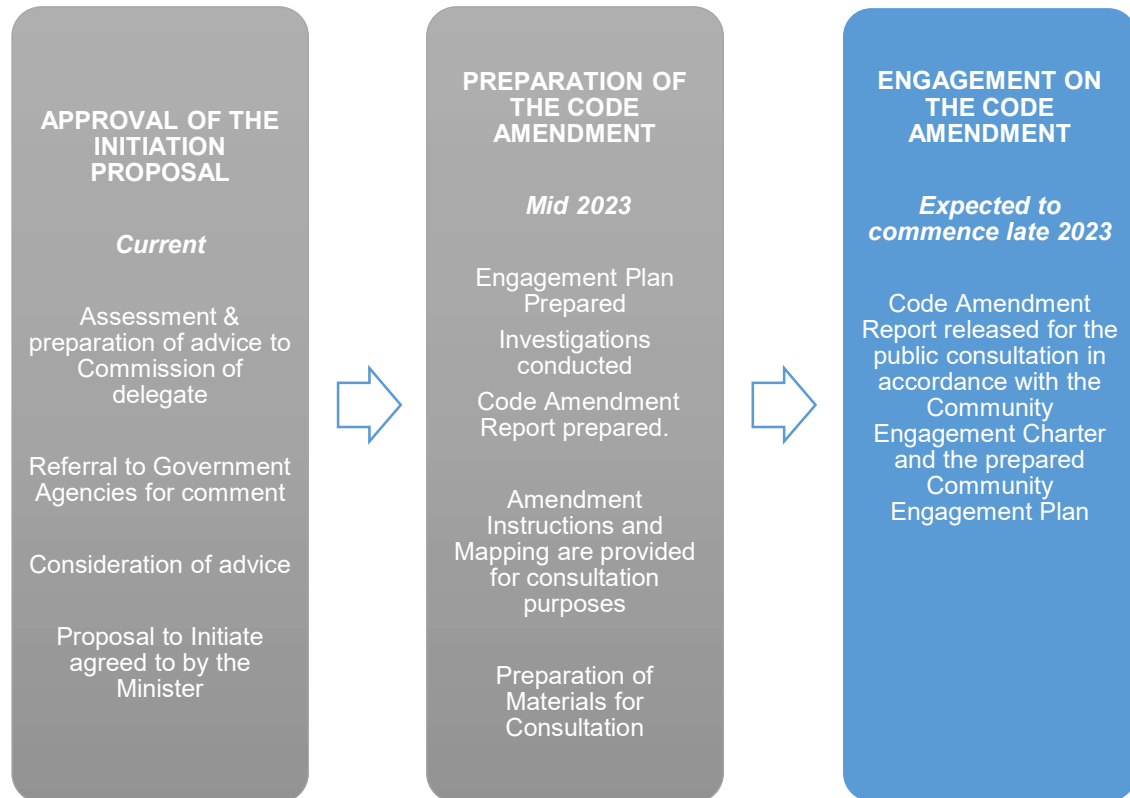 APPROVAL OF THE
INITIATION
PROPOSAL
Current
Assessment &
preparation of advice to
Commission of
delegate
Referral to Government
Agencies for comment
Consideration of advice
Proposal to Initiate
agreed to by the
Minister
PREPARATION OF
THE CODE
AMENDMENT
Mid 2023
Engagement Plan
Prepared
Investigations
conducted
Code Amendment
Report prepared.
Amendment
Instructions and
Mapping are provided
for consultation
purposes
Preparation of
Materials for
Consultation
ENGAGEMENT ON
THE CODE
AMENDMENT
Expected to
commence late 2023
Code Amendment
Report released for the
public consultation in
accordance with the
Community
Engagement Charter
and the prepared
Community
Engagement Plan